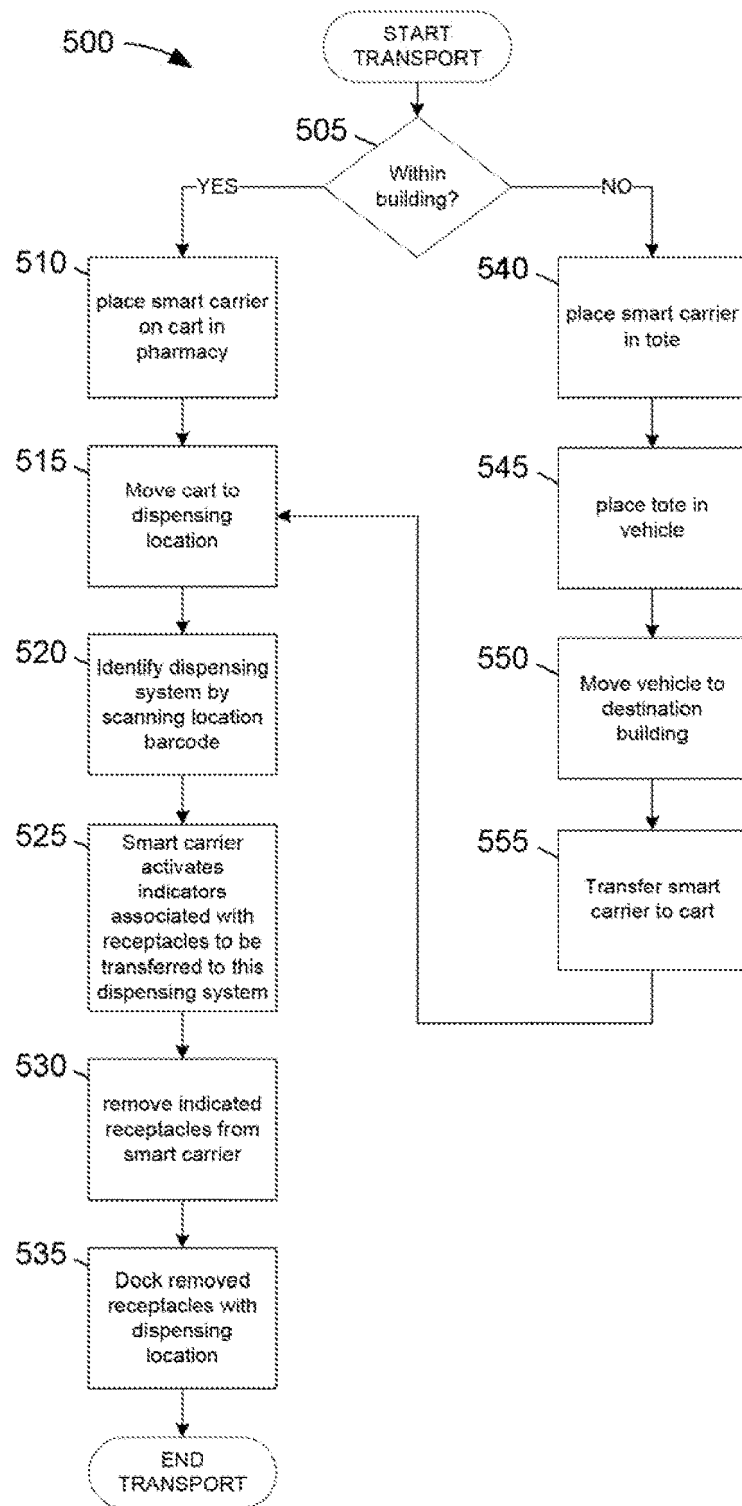 500
START
TRANSPORT
505
Within
building?
YES
NO
510
place smart carrier
on cart in
pharmacy
515
Move cart to
dispensing
location
520
Identify dispensing
system by
scanning location
barcode
525
Smart carrier
activates
indicators
associated with
receptacles to be
transferred to this
dispensing system
530
remove indicated
receptacles from
smart carrier
535
Dock removed
receptacles with
dispensing
location
END
TRANSPORT
540
place smart carrier
in tote
545
place tote in
vehicle
550
Move vehicle to
destination
building
555
Transfer smart
carrier to cart